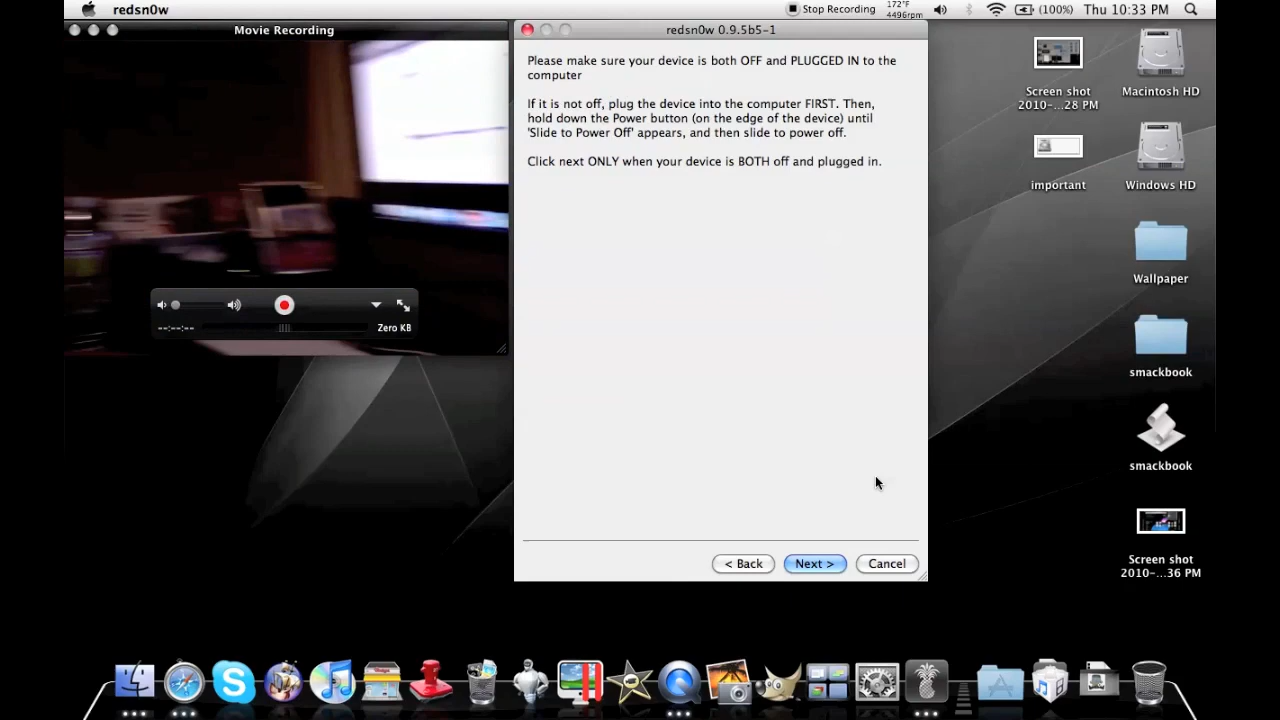 redsn0w
Stop Recording
172°F
4496rpm
(100%)
Thu 10:33 PM
Movie Recording
--:--:--
Zero KB
redsn0w 0.9.5b5-1
Please make sure your device is both OFF and PLUGGED IN to the
computer
If it is not off, plug the device into the computer FIRST. Then,
hold down the Power button (on the edge of the device) until
'Slide to Power Off' appears, and then slide to power off.
Click next ONLY when your device is BOTH off and plugged in.
< Back
Next >
Cancel
Screen shot
2010-...28 PM
Macintosh HD
important
Windows HD
Wallpaper
smackbook
smackbook
Screen shot
2010-...36 PM